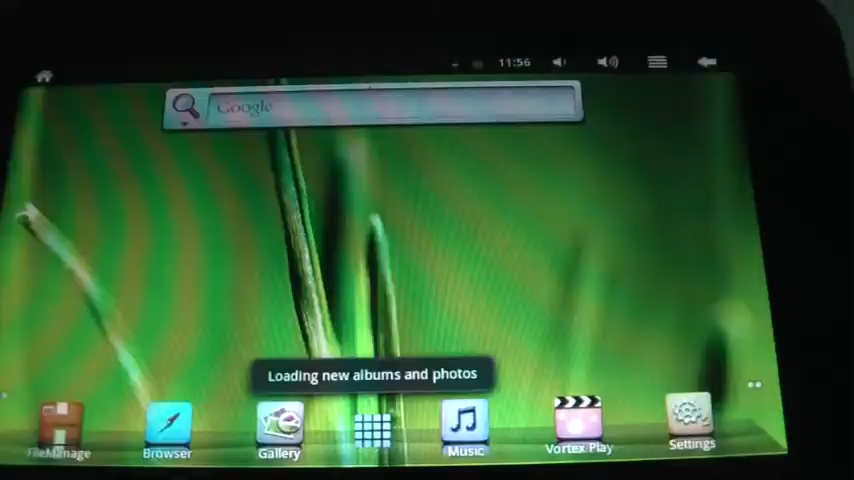 11:56
Google
Loading new albums and photos
FileManage
Browser
Gallery
Music
Vortex Play
Settings